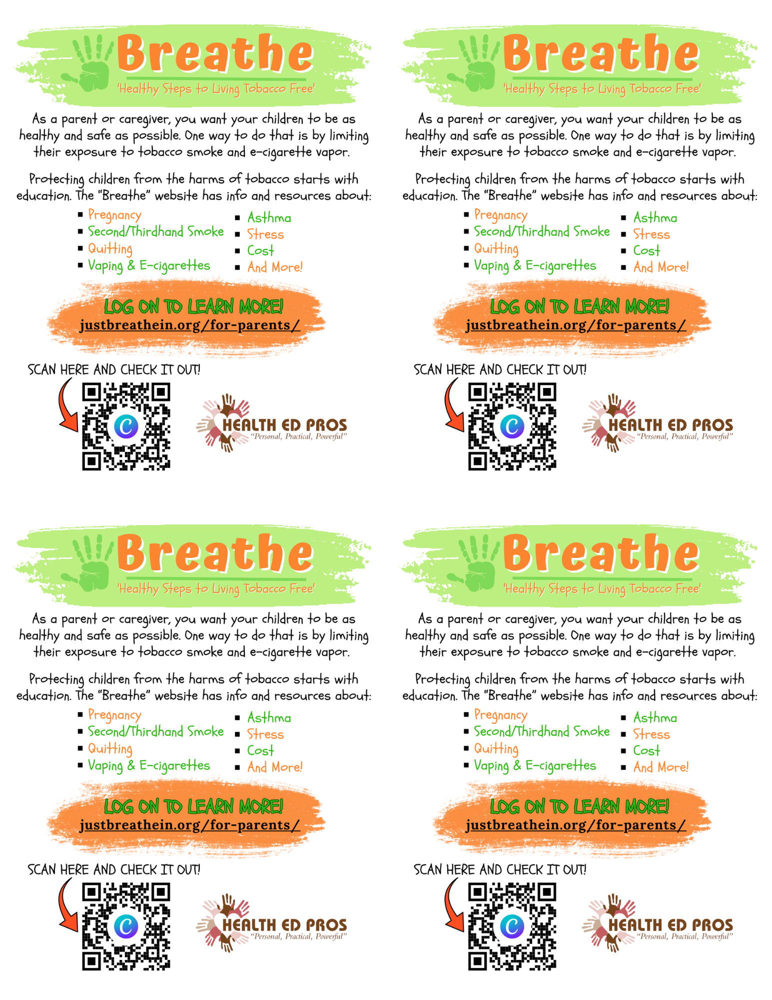 Breathe
'Healthy Steps to Living Tobacco Free'
As a parent or caregiver, you want your children to be as
healthy and safe as possible. One way to do that is by limiting
their exposure to tobacco smoke and e-cigarette vapor.
Protecting children from the harms of tobacco starts with
education. The “Breathe” website has info and resources about:
▪ Pregnancy
▪ Second/Thirdhand Smoke
▪ Quitting
▪ Vaping & E-cigarettes
▪ Asthma
▪ Stress
▪ Cost
▪ And More!
LOG ON TO LEARN MORE!
justbreathein.org/for-parents/
SCAN HERE AND CHECK IT OUT!
C
HEALTH ED PROS
“Personal, Practical, Powerful”
Breathe
'Healthy Steps to Living Tobacco Free'
As a parent or caregiver, you want your children to be as
healthy and safe as possible. One way to do that is by limiting
their exposure to tobacco smoke and e-cigarette vapor.
Protecting children from the harms of tobacco starts with
education. The “Breathe” website has info and resources about:
▪ Pregnancy
▪ Second/Thirdhand Smoke
▪ Quitting
▪ Vaping & E-cigarettes
▪ Asthma
▪ Stress
▪ Cost
▪ And More!
LOG ON TO LEARN MORE!
justbreathein.org/for-parents/
SCAN HERE AND CHECK IT OUT!
C
HEALTH ED PROS
“Personal, Practical, Powerful”
Breathe
'Healthy Steps to Living Tobacco Free'
As a parent or caregiver, you want your children to be as
healthy and safe as possible. One way to do that is by limiting
their exposure to tobacco smoke and e-cigarette vapor.
Protecting children from the harms of tobacco starts with
education. The “Breathe” website has info and resources about:
▪ Pregnancy
▪ Second/Thirdhand Smoke
▪ Quitting
▪ Vaping & E-cigarettes
▪ Asthma
▪ Stress
▪ Cost
▪ And More!
LOG ON TO LEARN MORE!
justbreathein.org/for-parents/
SCAN HERE AND CHECK IT OUT!
C
HEALTH ED PROS
“Personal, Practical, Powerful”
Breathe
'Healthy Steps to Living Tobacco Free'
As a parent or caregiver, you want your children to be as
healthy and safe as possible. One way to do that is by limiting
their exposure to tobacco smoke and e-cigarette vapor.
Protecting children from the harms of tobacco starts with
education. The “Breathe” website has info and resources about:
▪ Pregnancy
▪ Second/Thirdhand Smoke
▪ Quitting
▪ Vaping & E-cigarettes
▪ Asthma
▪ Stress
▪ Cost
▪ And More!
LOG ON TO LEARN MORE!
justbreathein.org/for-parents/
SCAN HERE AND CHECK IT OUT!
C
HEALTH ED PROS
“Personal, Practical, Powerful”